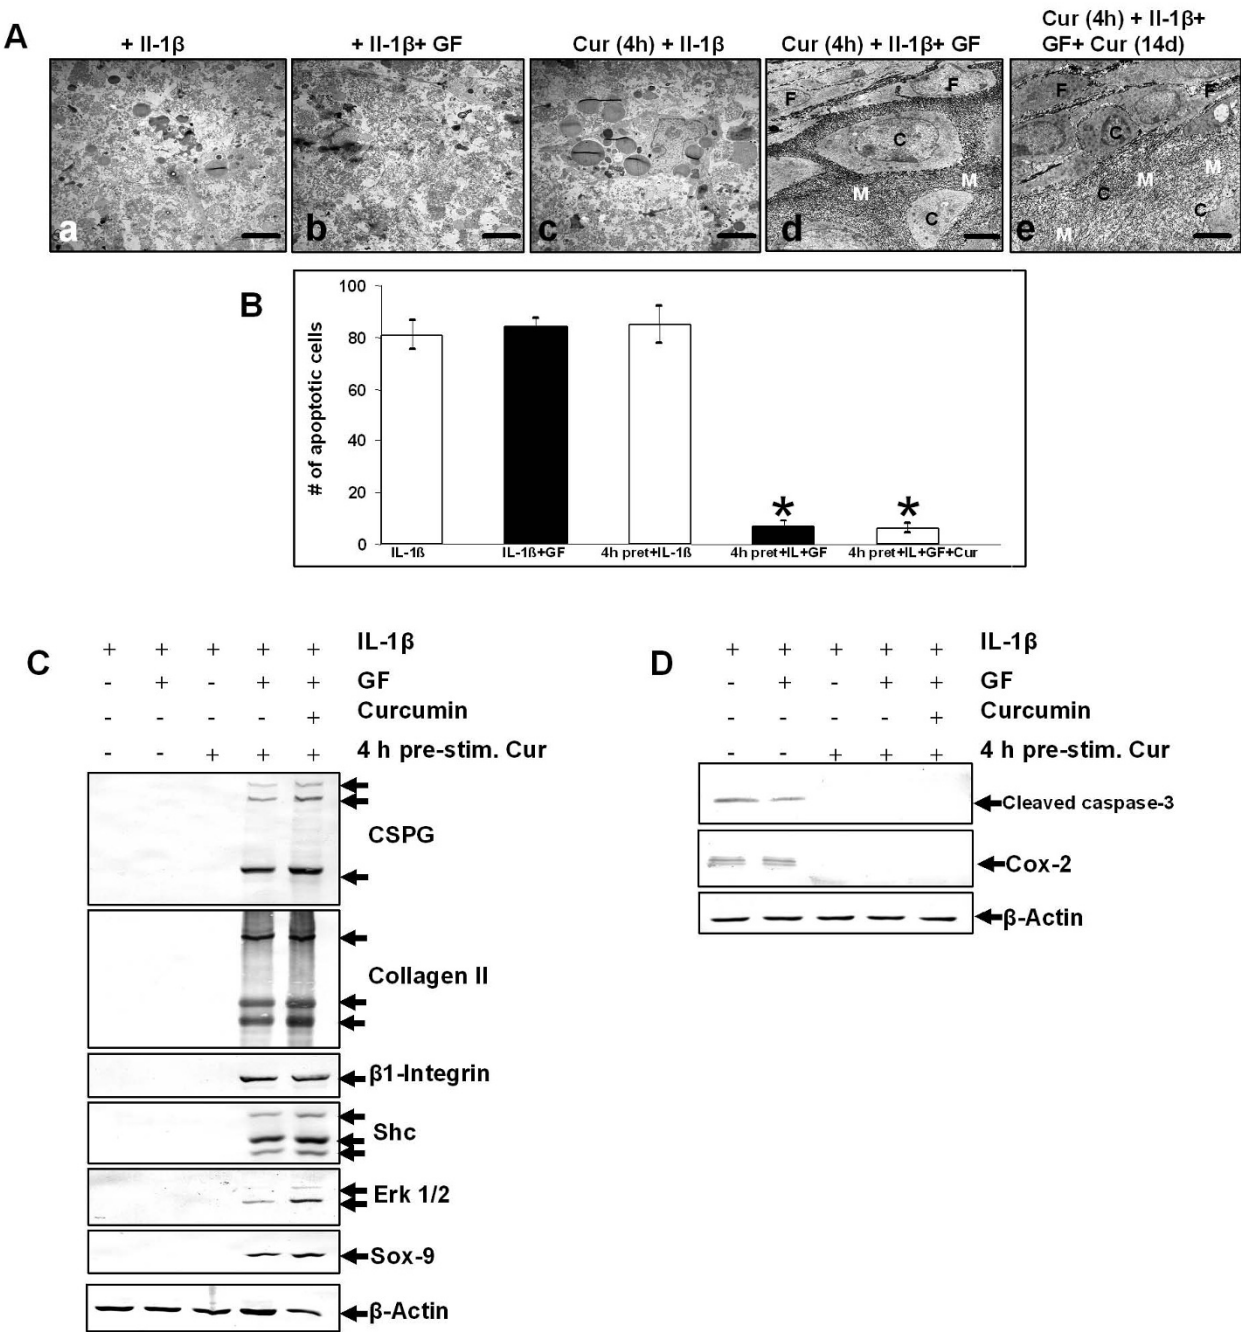 A
+ Il-1β
+ Il-1β+ GF
Cur (4h) + Il-1β
Cur (4h) + Il-1β+ GF
Cur (4h) + Il-1β+
GF+ Cur (14d)
a
b
c
F
F
C
M
M
C
d
F
F
C
M
M
C
C
M
e
B
# of apoptotic cells
100
80
60
40
20
0
* *
IL-1ß
IL-1ß+GF
4h pret+IL-1ß
4h pret+IL+GF
4h pret+IL+GF+Cur
C
+ + + + + IL-1β
- + - + + GF
- - - - + Curcumin
- - + + + 4 h pre-stim. Cur
CSPG
Collagen II
β1-Integrin
Shc
Erk 1/2
Sox-9
β-Actin
D
+ + + + + IL-1β
- + - + + GF
- - - - + Curcumin
- - + + + 4 h pre-stim. Cur
Cleaved caspase-3
Cox-2
β-Actin